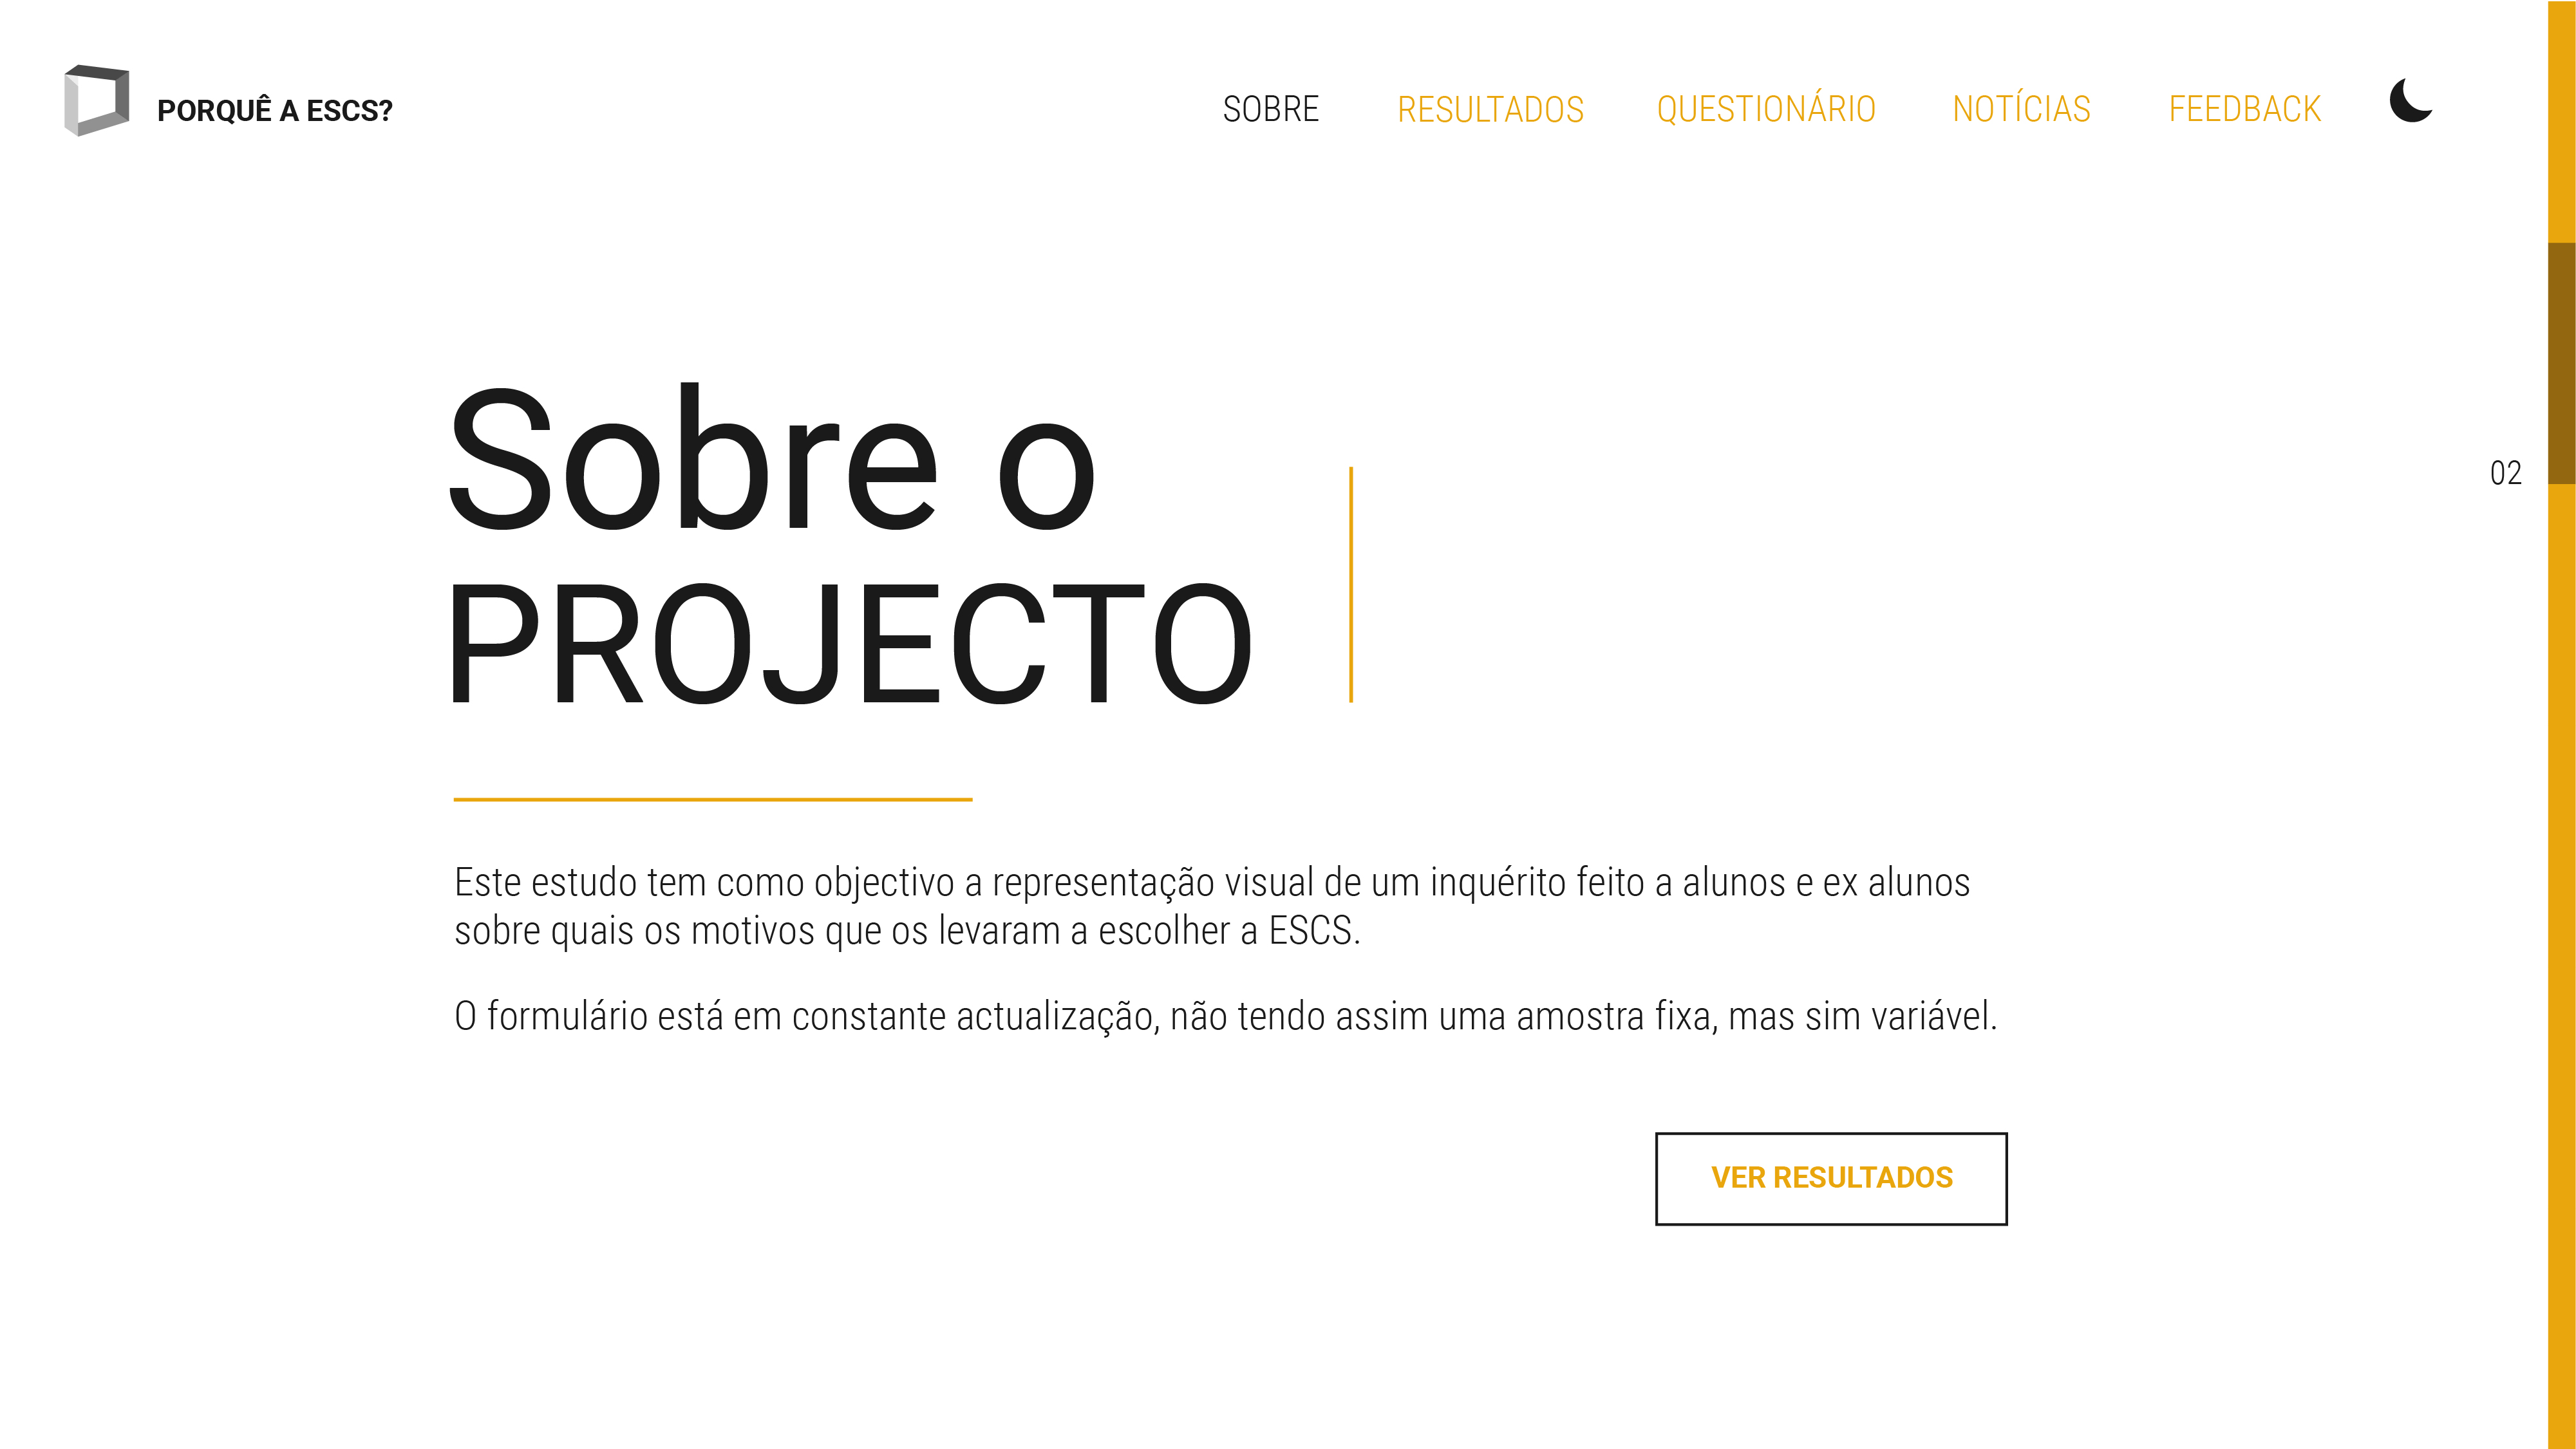 PORQUÊ A ESCS?
SOBRE
RESULTADOS
QUESTIONÁRIO
NOTÍCIAS
FEEDBACK
02
Sobre o
PROJECTO
Este estudo tem como objectivo a representação visual de um inquérito feito a alunos e ex alunos
sobre quais os motivos que os levaram a escolher a ESCS.
O formulário está em constante actualização, não tendo assim uma amostra fixa, mas sim variável.
VER RESULTADOS